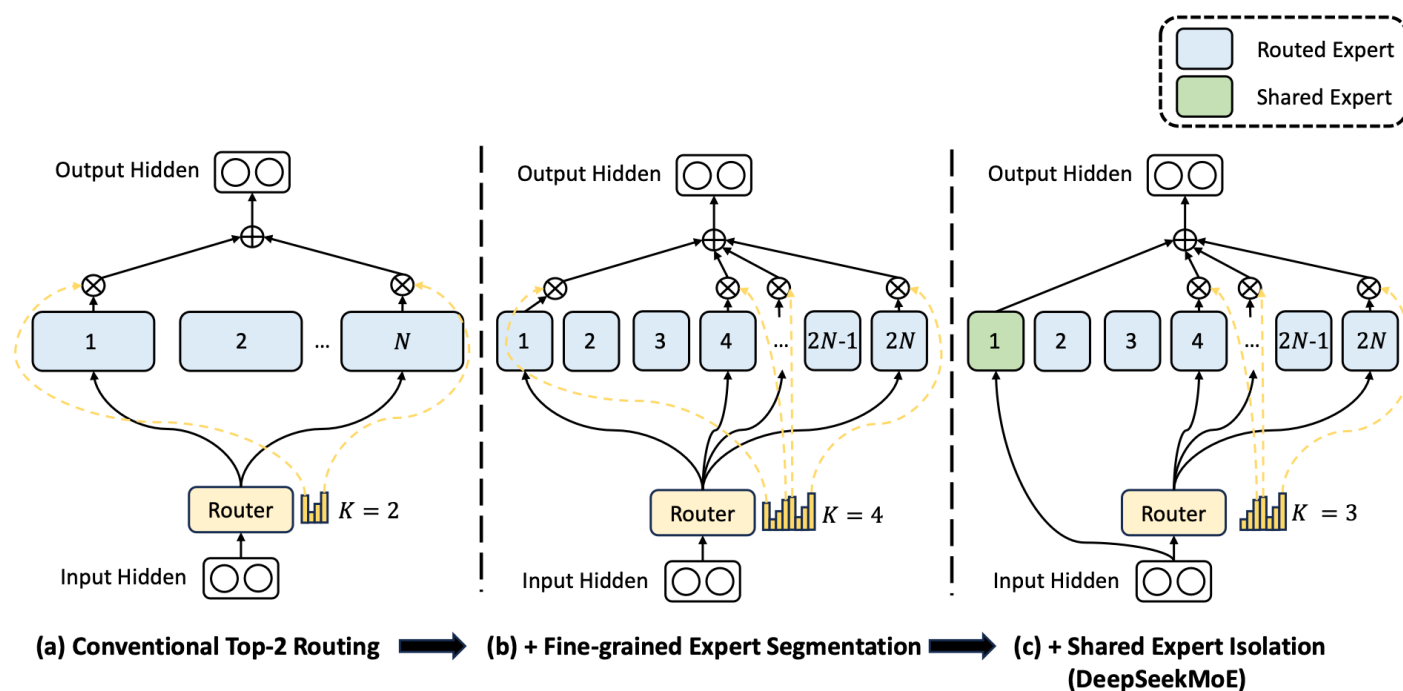 Routed Expert
Shared Expert
Output Hidden
1
2
...
N
Router
K = 2
Input Hidden
(a) Conventional Top-2 Routing
Output Hidden
1
2
3
4
...
2N-1
2N
Router
K = 4
Input Hidden
(b) + Fine-grained Expert Segmentation
Output Hidden
1
2
3
4
...
2N-1
2N
Router
K = 3
Input Hidden
(c) + Shared Expert Isolation
(DeepSeekMoE)